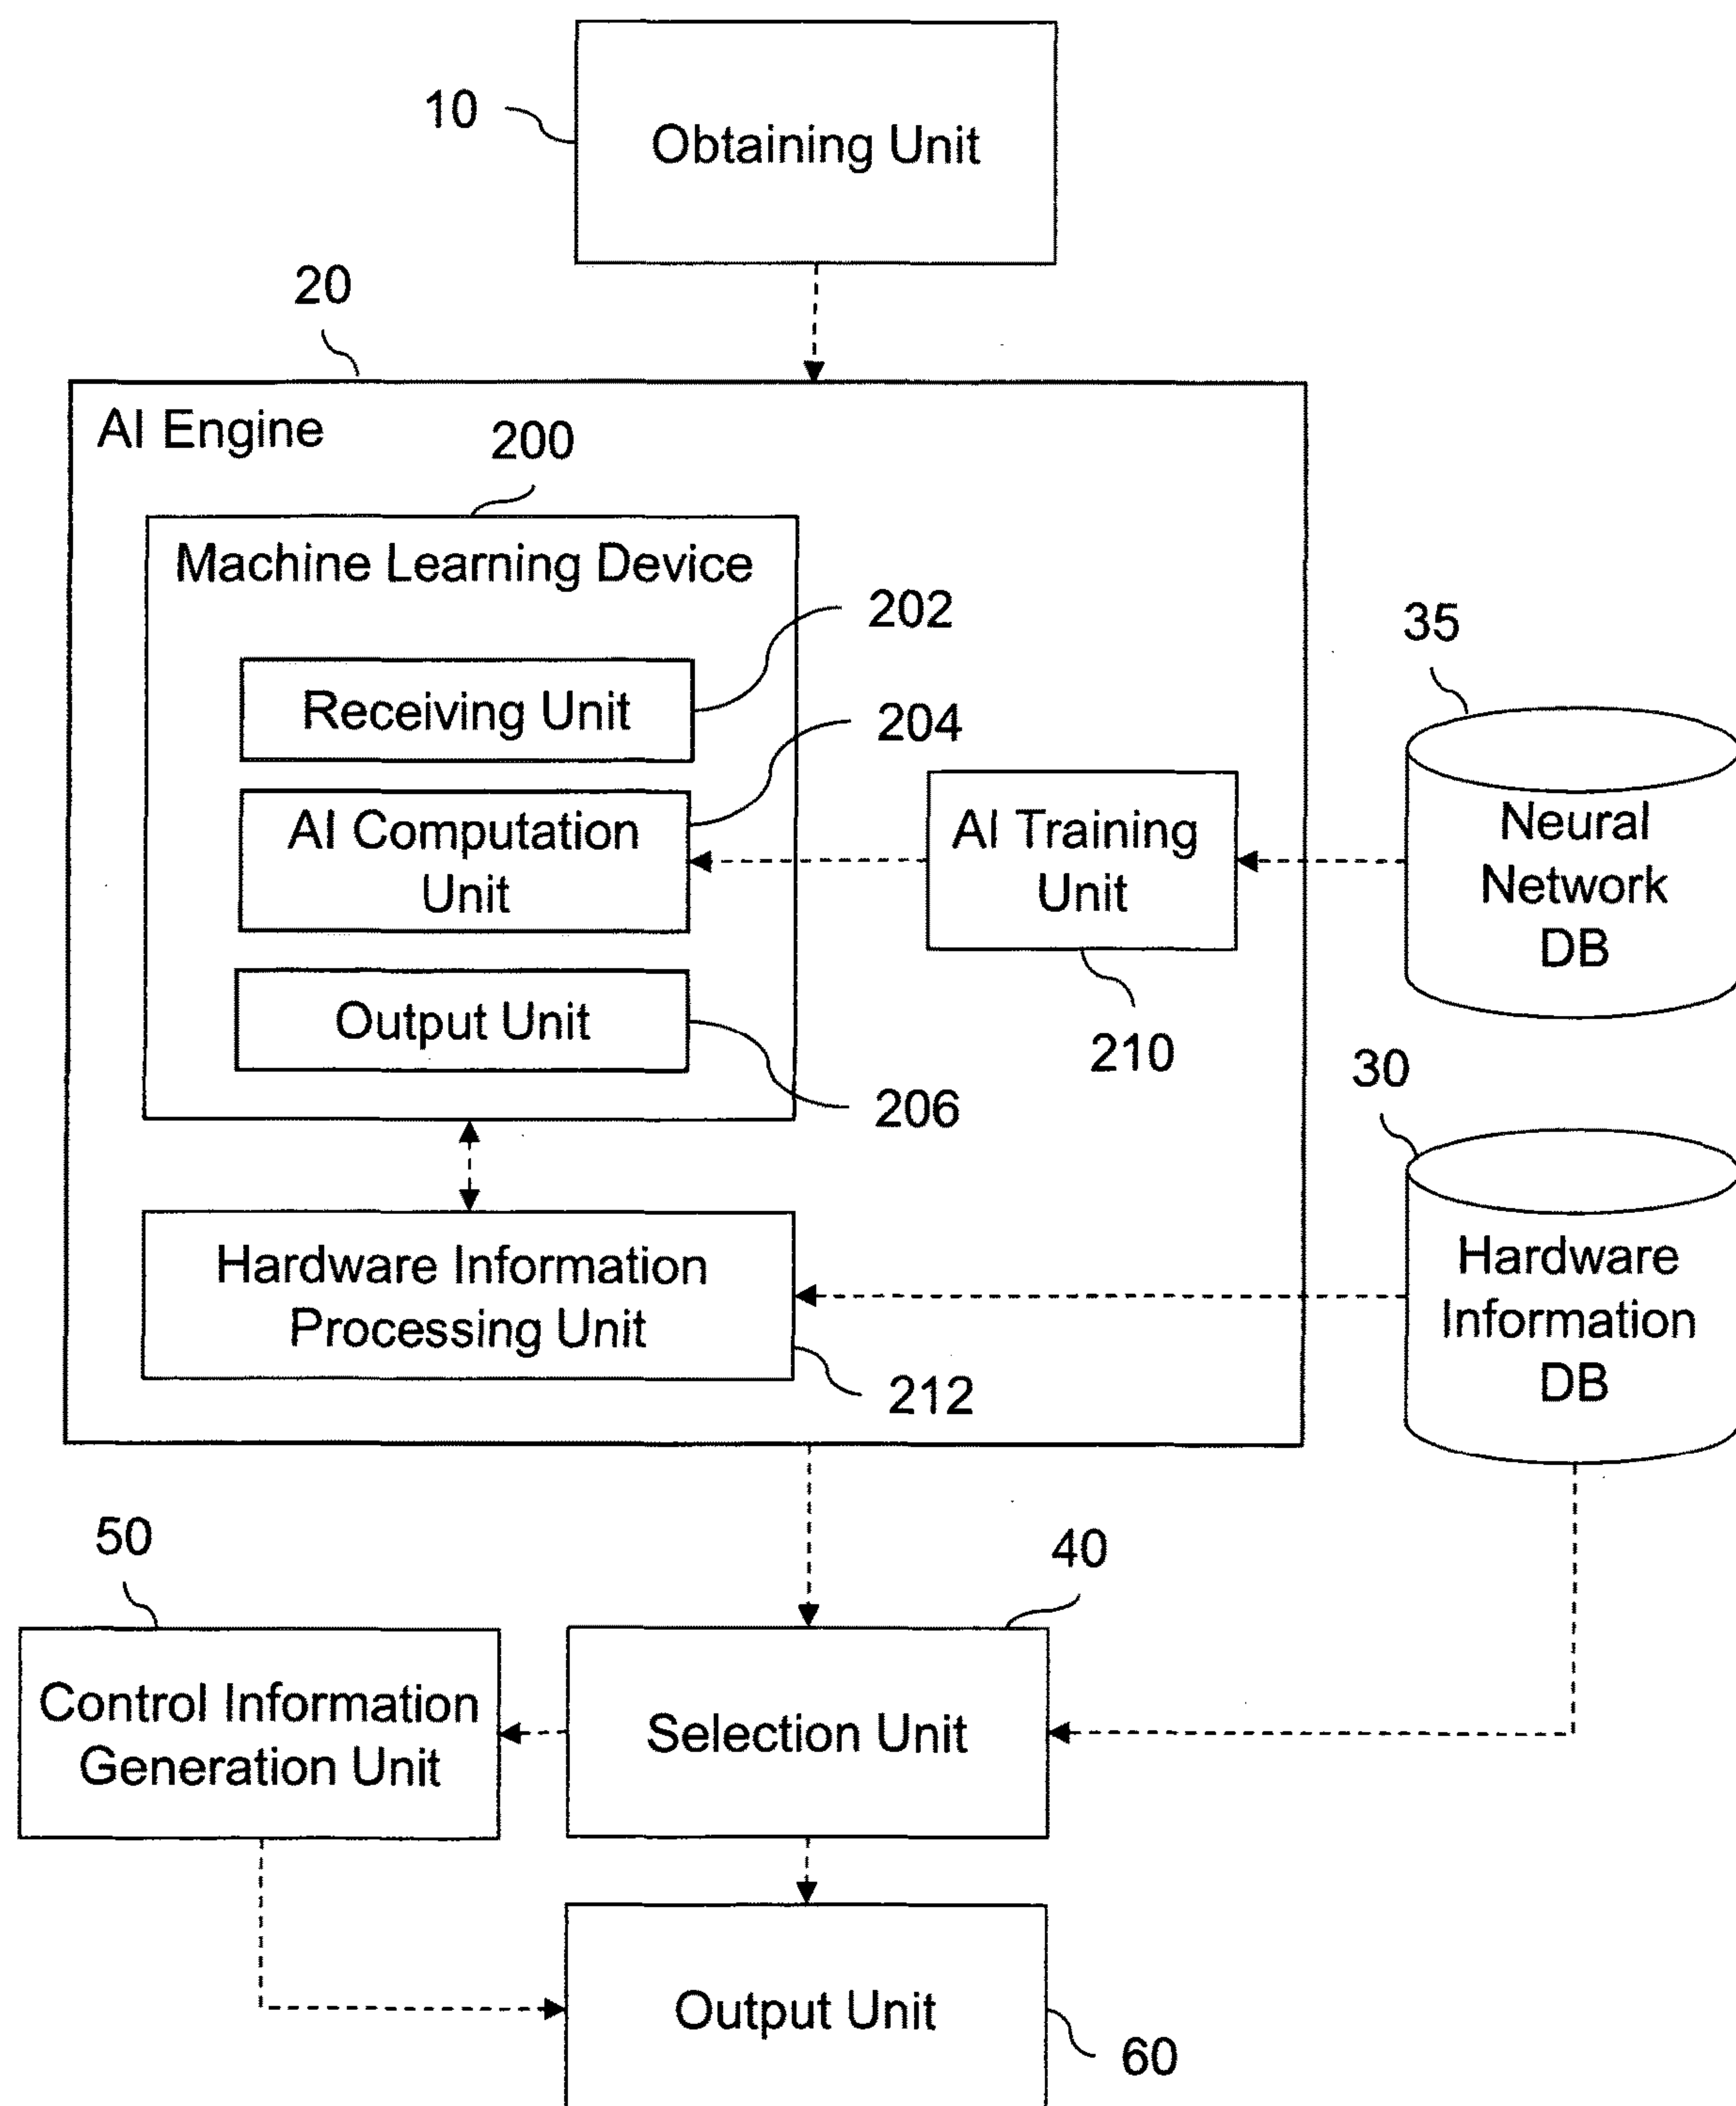 10
Obtaining Unit
20
AI Engine
200
Machine Learning Device
202
Receiving Unit
204
AI Computation
Unit
AI Training
Unit
210
Output Unit
206
35
Neural
Network
DB
30
Hardware
Information
DB
Hardware Information
Processing Unit
212
50
40
Control Information
Generation Unit
Selection Unit
Output Unit
60